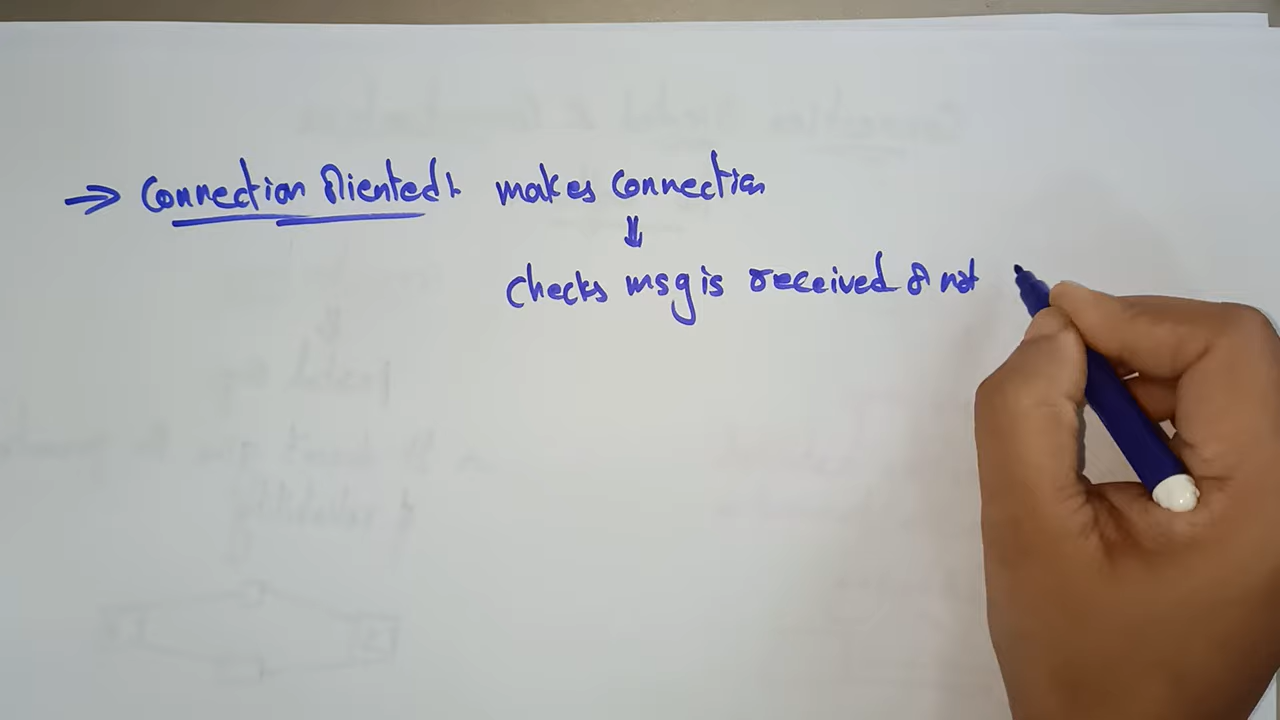 → Connection Oriented: makes connection
⇓
checks msg is received or not